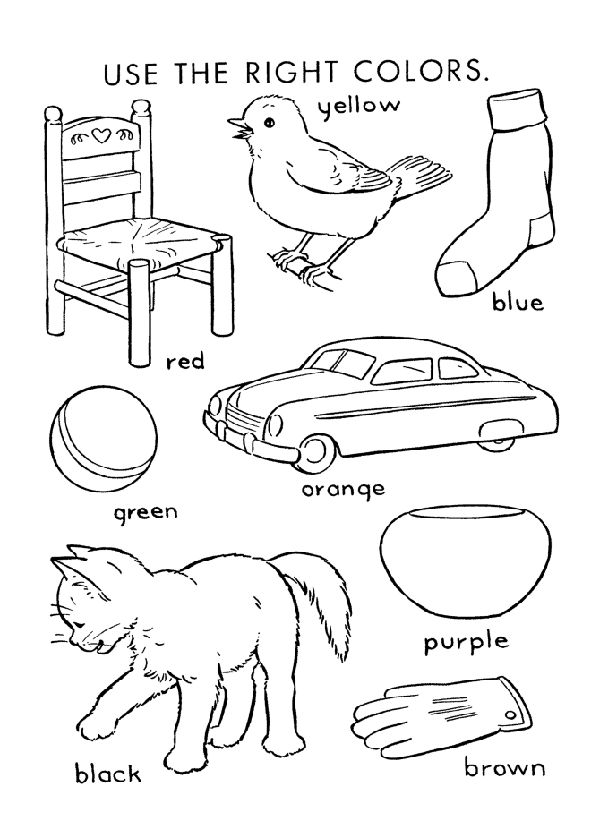 USE THE RIGHT COLORS.
yellow
blue
red
orange
green
purple
black
brown